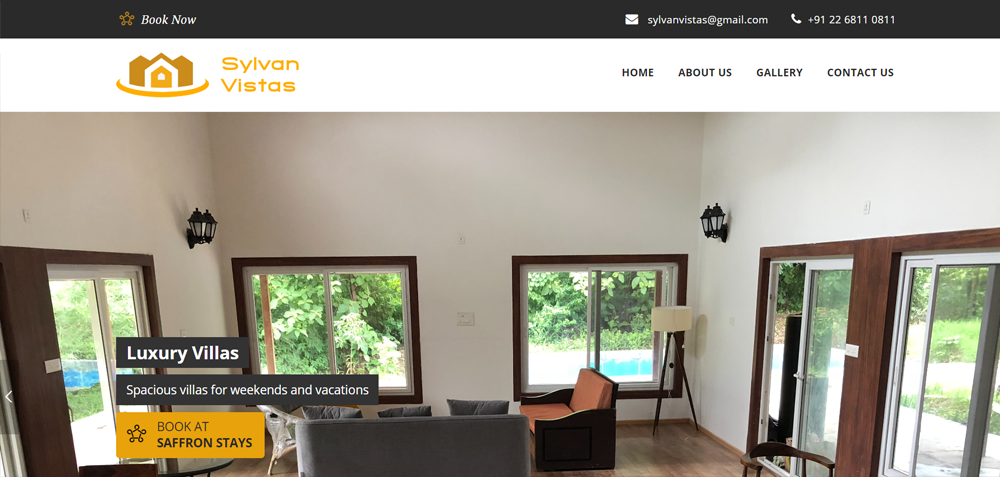 Book Now
sylvanvistas@gmail.com
+91 22 6811 0811
Sylvan
Vistas
HOME
ABOUT US
GALLERY
CONTACT US
Luxury Villas
Spacious villas for weekends and vacations
BOOK AT
SAFFRON STAYS